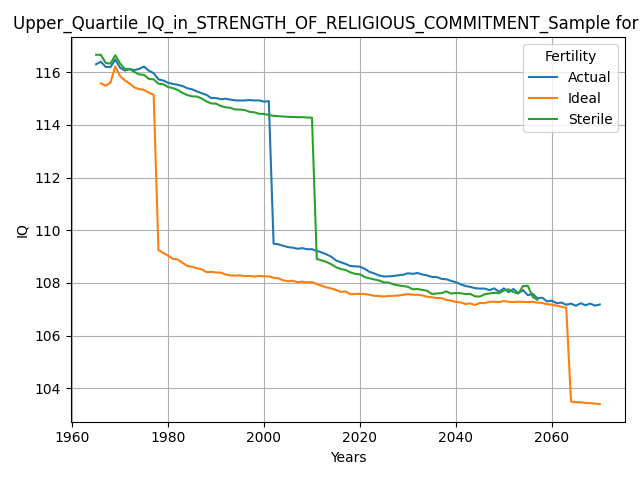 Upper_Quartile_IQ_in_STRENGTH_OF_RELIGIOUS_COMMITMENT_Sample for
Fertility
Actual
Ideal
Sterile
IQ
116
114
112
110
108
106
104
1960
1980
2000
2020
2040
2060
Years